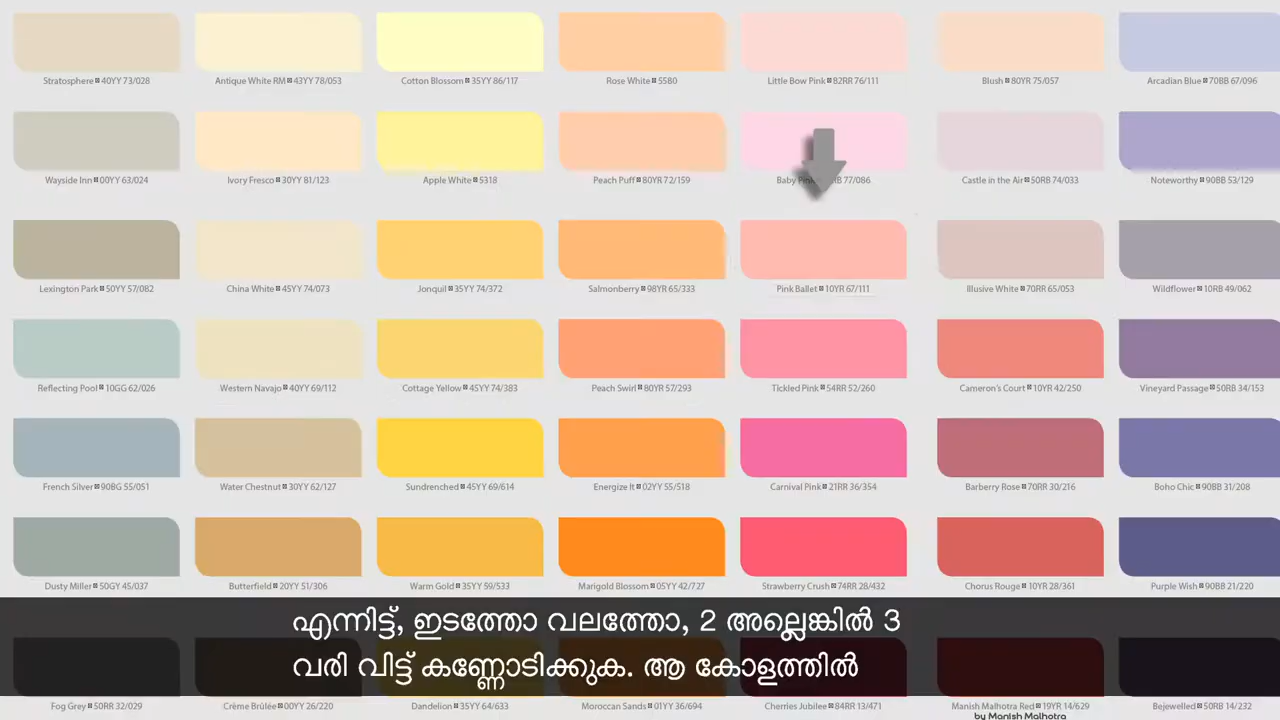 Stratosphere 40YY 73/028 Antique White RM 43YY 78/053 Cotton Blossom 35YY 86/117 Rose White 5580 Little Bow Pink 82RR 76/111 Blush 80YR 75/057 Arcadian Blue 70BB 67/096
Wayside Inn 00YY 63/024 Ivory Fresco 30YY 81/123 Apple White 5318 Peach Puff 80YR 72/159 Baby 77/086 Castle in the Air 50RB 74/033 Noteworthy 90BB 53/129
Lexington Park 50YY 57/082 China White 45YY 74/073 Jonquil 35YY 74/372 Salmonberry 98YR 65/333 Pink Ballet 10YR 67/111 Illusive White 70RR 65/053 Wildflower 10RB 49/062
Reflecting Pool 10GG 62/026 Western Navajo 40YY 69/112 Cottage Yellow 45YY 74/383 Peach Swirl 80YR 57/293 Tickled Pink 54RR 52/260 Cameron's Court 10YR 42/250 Vineyard Passage 50RB 34/153
French Silver 90BG 55/051 Water Chestnut 30YY 62/127 Sundrenched 45YY 69/614 Energize It 02YY 55/518 Carnival Pink 21RR 36/354 Barberry Rose 70RR 30/216 Boho Chic 90BB 31/208
Dusty Miller 50GY 45/037 Butterfield 20YY 51/306 Warm Gold 35YY 59/533 Marigold Blossom 05YY 42/727 Strawberry Crush 74RR 28/432 Chorus Rouge 10YR 28/361 Purple Wish 90BB 21/220
എന്നിട്ട്, ഇടത്തോ വലത്തോ, 2 അല്ലെങ്കിൽ 3
വരി വിട്ട് കണ്ണോടിക്കുക. ആ കോളത്തിൽ
Fog Grey 50RR 32/029 Crème Brûlée 00YY 26/220 Dandelion 35YY 64/633 Moroccan Sands 01YY 36/694 Cherries Jubilee 84RR 13/471 Manish Malhotra Red 19YR 14/629 Bejewelled 50RB 14/232
by Manish Malhotra